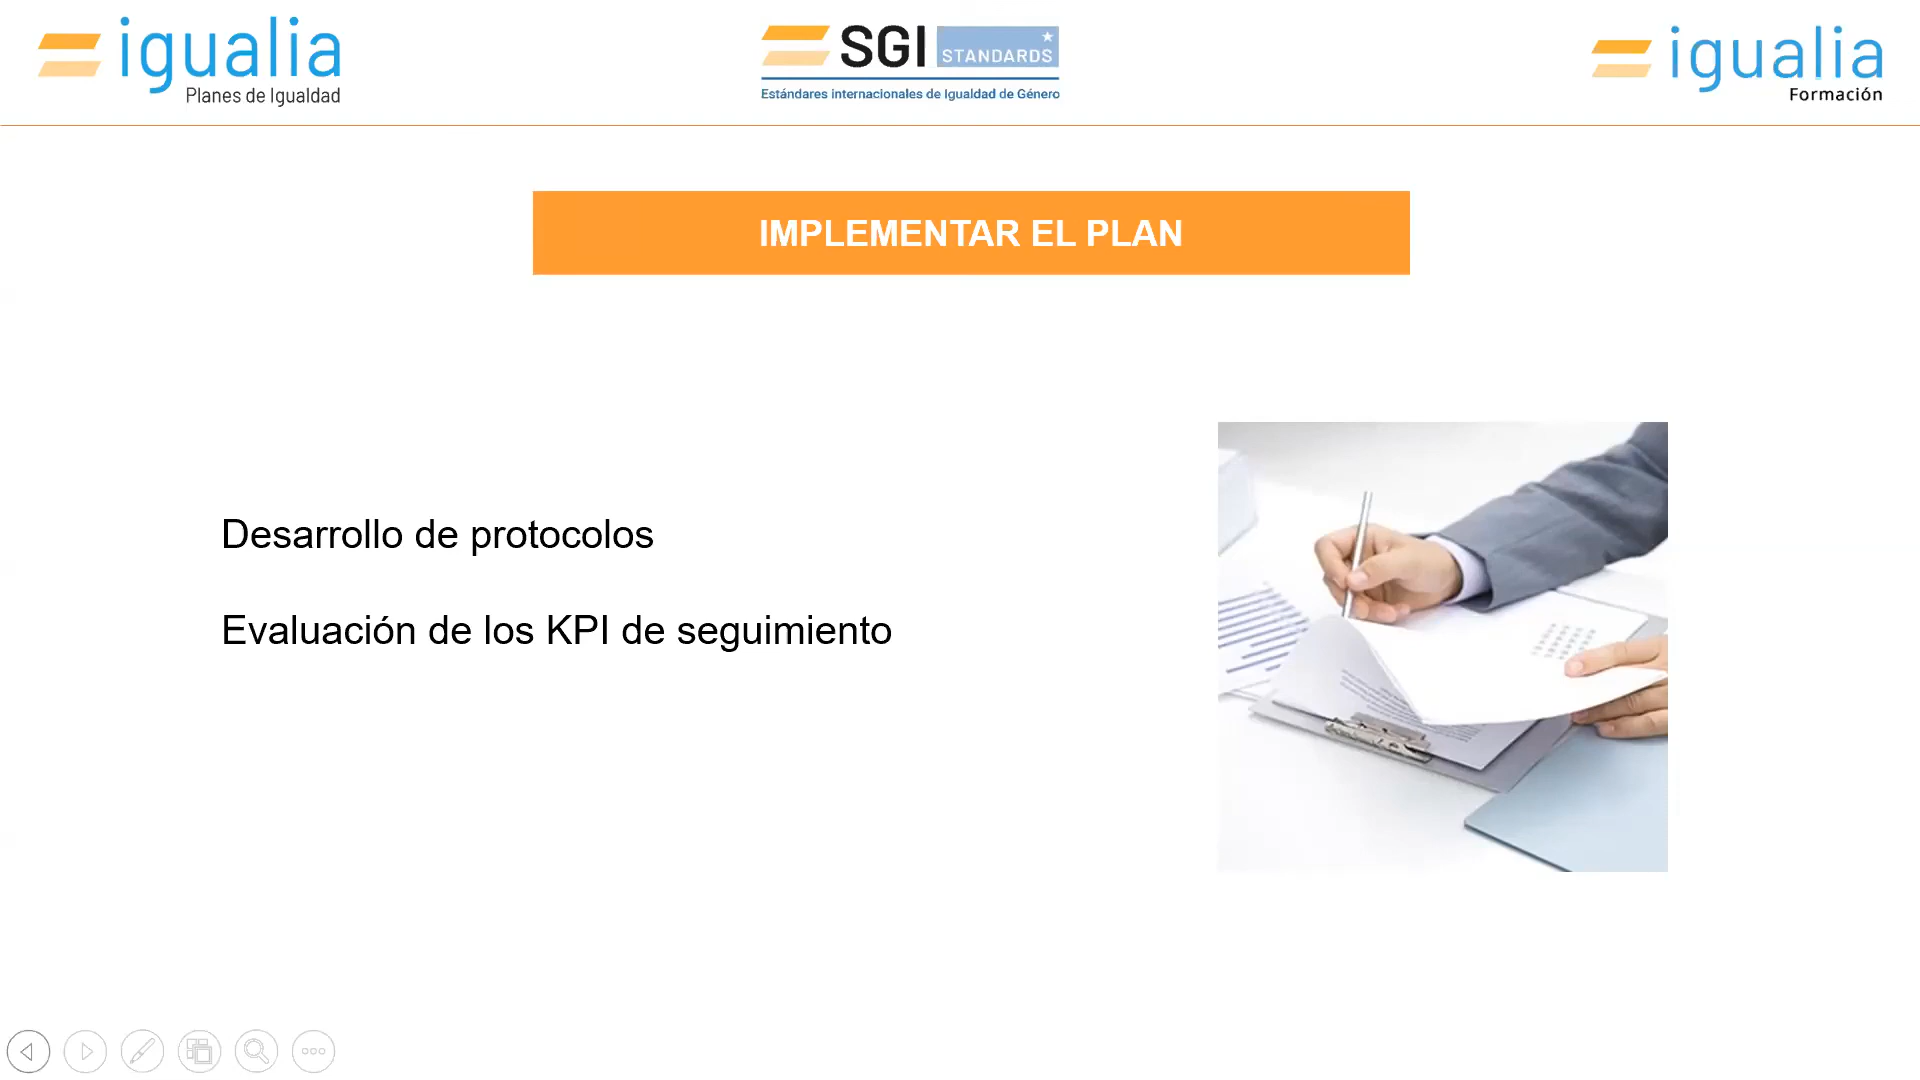 igualia
Planes de Igualdad
SGI STANDARDS
Estándares internacionales de Igualdad de Género
igualia
Formación
IMPLEMENTAR EL PLAN
Desarrollo de protocolos
Evaluación de los KPI de seguimiento